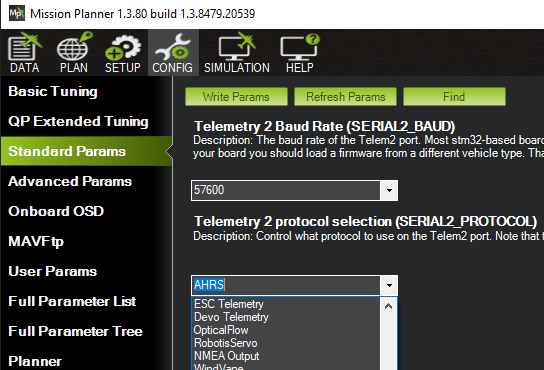 Mission Planner 1.3.80 build 1.3.8479.20539
DATA PLAN SETUP CONFIG SIMULATION HELP
Basic Tuning
QP Extended Tuning
Standard Params
Advanced Params
Onboard OSD
MAVFtp
User Params
Full Parameter List
Full Parameter Tree
Planner
Write Params Refresh Params Find
Telemetry 2 Baud Rate (SERIAL2_BAUD)
Description: The baud rate of the Telem2 port. Most stm32-based board
your board you should load a firmware from a different vehicle type. Tha
57600
Telemetry 2 protocol selection (SERIAL2_PROTOCOL)
Description: Control what protocol to use on the Telem2 port. Note that t
AHRS
ESC Telemetry
Devo Telemetry
OpticalFlow
RobotisServo
NMEA Output
WindVane